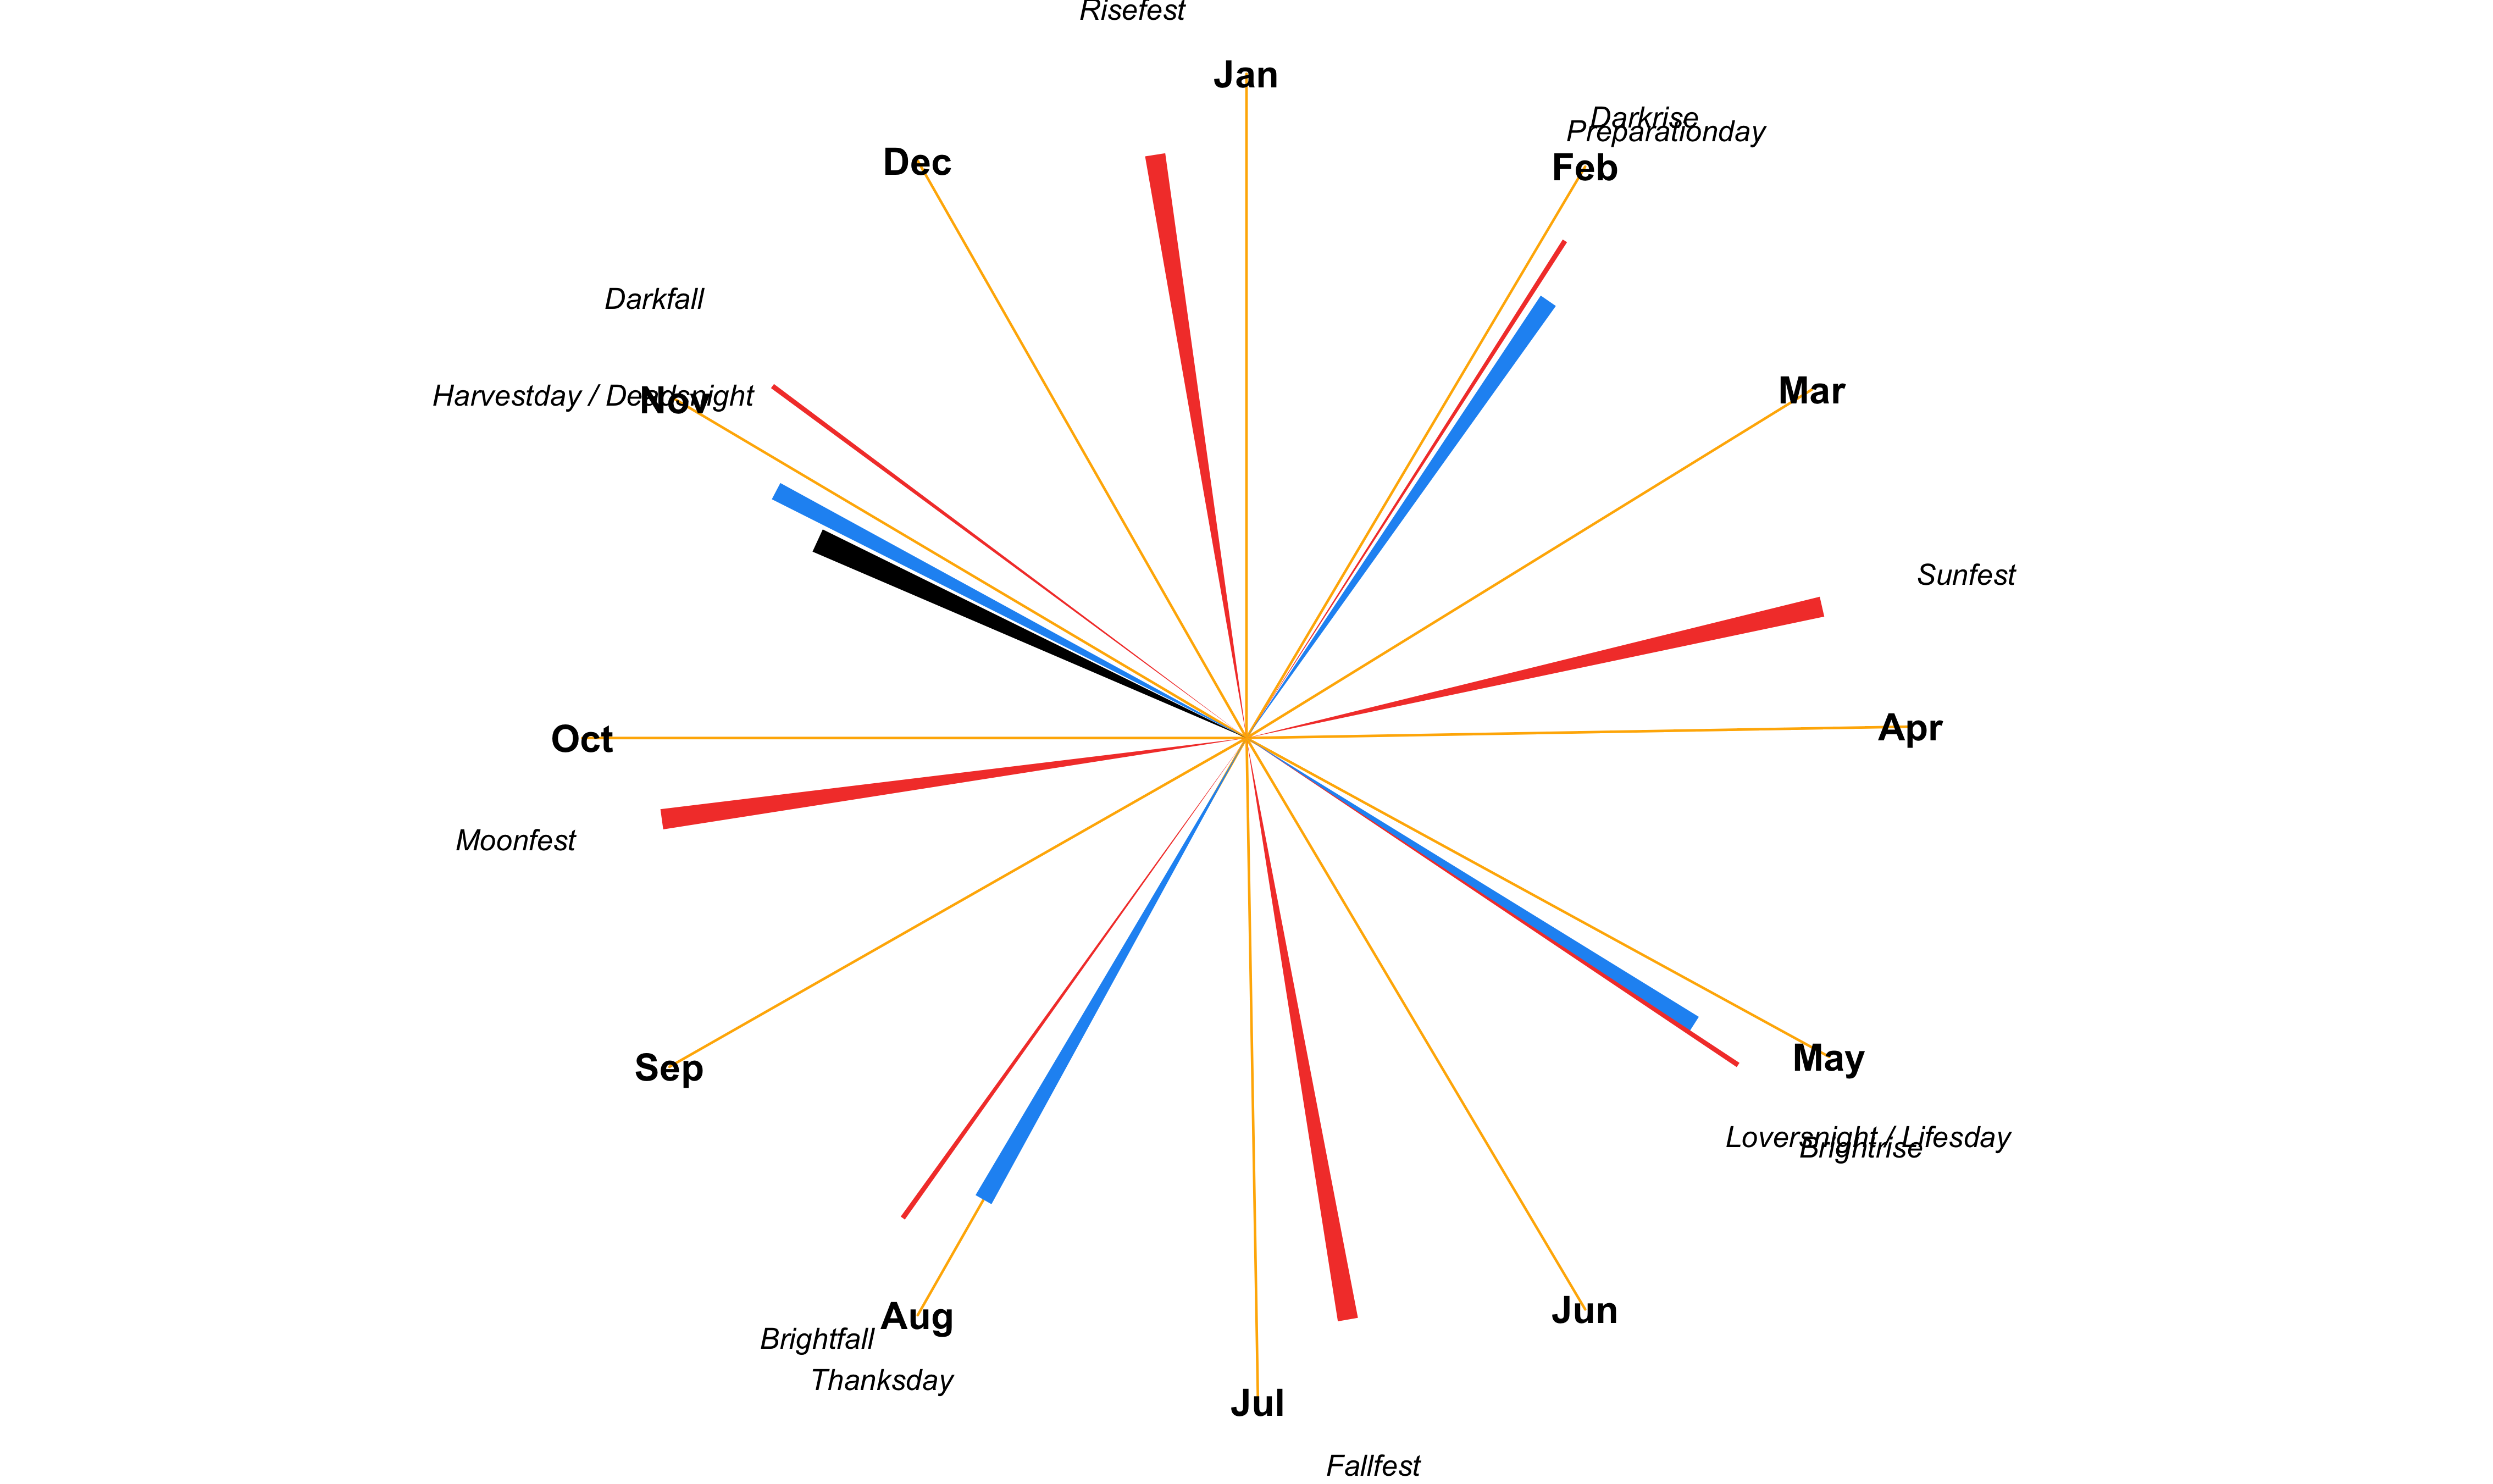 Risefest
Jan
Darkrise
Preparationday
Dec
Feb
Darkfall
Mar
Harvestday / Deadsnight
Nov
Sunfest
Apr
Oct
Moonfest
May
Sep
Loversnight / Lifesday
Brightrise
Jun
Aug
Brightfall
Thanksday
Jul
Fallfest